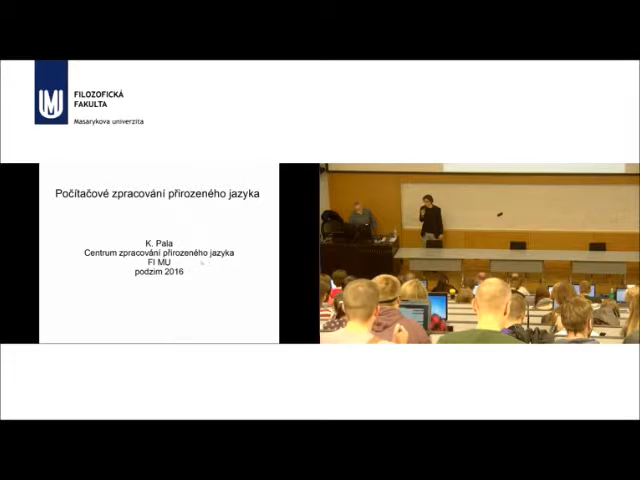 FILOZOFICKÁ
FAKULTA
Masarykova univerzita
Počítačové zpracování přirozeného jazyka
K. Pala
Centrum zpracování přirozeného jazyka
FI MU
podzim 2016